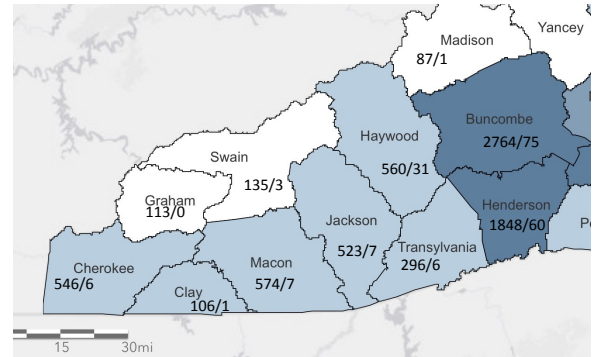 Madison
87/1
Yancey
Buncombe
2764/75
Haywood
560/31
Swain
135/3
Graham
113/0
Henderson
1848/60
Jackson
523/7
Transylvania
296/6
Cherokee
546/6
Macon
574/7
Clay
106/1
15
30mi